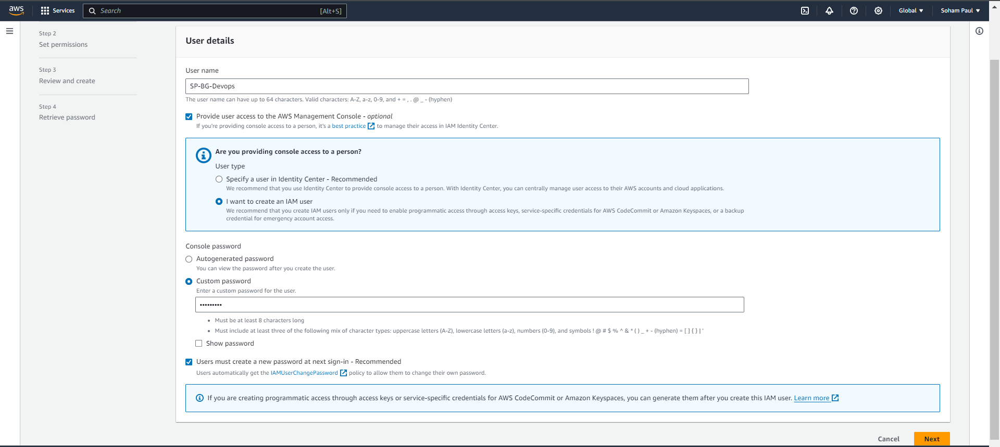 aws
Services
Search
[Alt+S]
Global
Soham Paul
Step 2
Set permissions
Step 3
Review and create
Step 4
Retrieve password
User details
User name
SP-BG-Devops
The user name can have up to 64 characters. Valid characters: A-Z, a-z, 0-9, and + = , . @ _ - (hyphen)
Provide user access to the AWS Management Console - optional
If you're providing console access to a person, it's a best practice to manage their access in IAM Identity Center.
Are you providing console access to a person?
User type
Specify a user in Identity Center - Recommended
We recommend that you use Identity Center to provide console access to a person. With Identity Center, you can centrally manage user access to their AWS accounts and cloud applications.
I want to create an IAM user
We recommend that you create IAM users only if you need to enable programmatic access through access keys, service-specific credentials for AWS CodeCommit or Amazon Keyspaces, or a backup
credential for emergency account access.
Console password
Autogenerated password
You can view the password after you create the user.
Custom password
Enter a custom password for the user.
•••••••••
• Must be at least 8 characters long
• Must include at least three of the following mix of character types: uppercase letters (A-Z), lowercase letters (a-z), numbers (0-9), and symbols ! @ # $ % ^ & * ( ) _ + - (hyphen) = [ ] { } | '
Show password
Users must create a new password at next sign-in - Recommended
Users automatically get the IAMUserChangePassword policy to allow them to change their own password.
If you are creating programmatic access through access keys or service-specific credentials for AWS CodeCommit or Amazon Keyspaces, you can generate them after you create this IAM user. Learn more
Cancel
Next